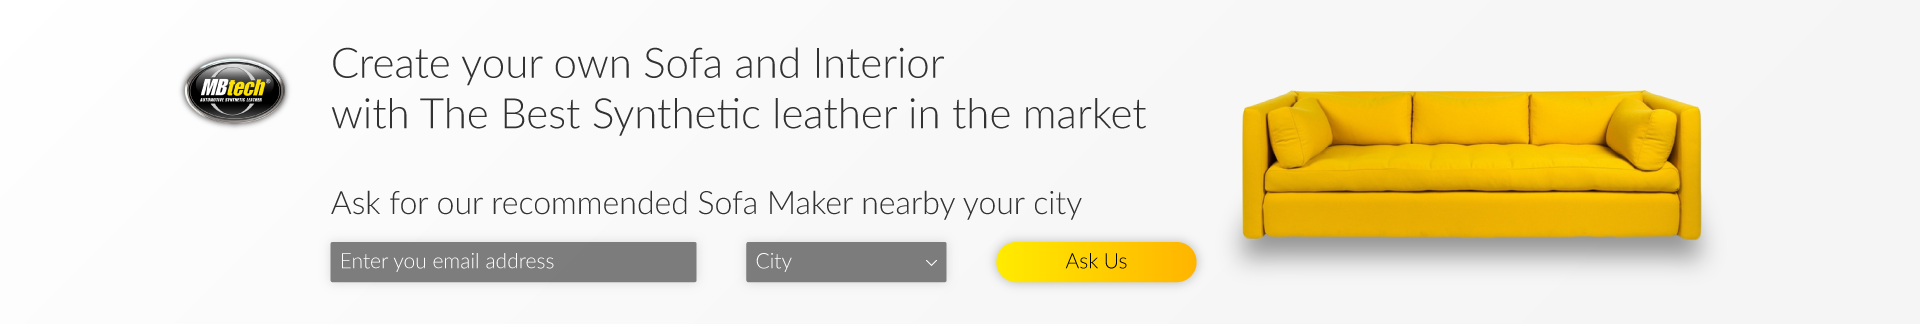 MBtech®
AUTOMOTIVE SYNTHETIC LEATHER
Create your own Sofa and Interior
with The Best Synthetic leather in the market
Ask for our recommended Sofa Maker nearby your city
Enter you email address
City
Ask Us